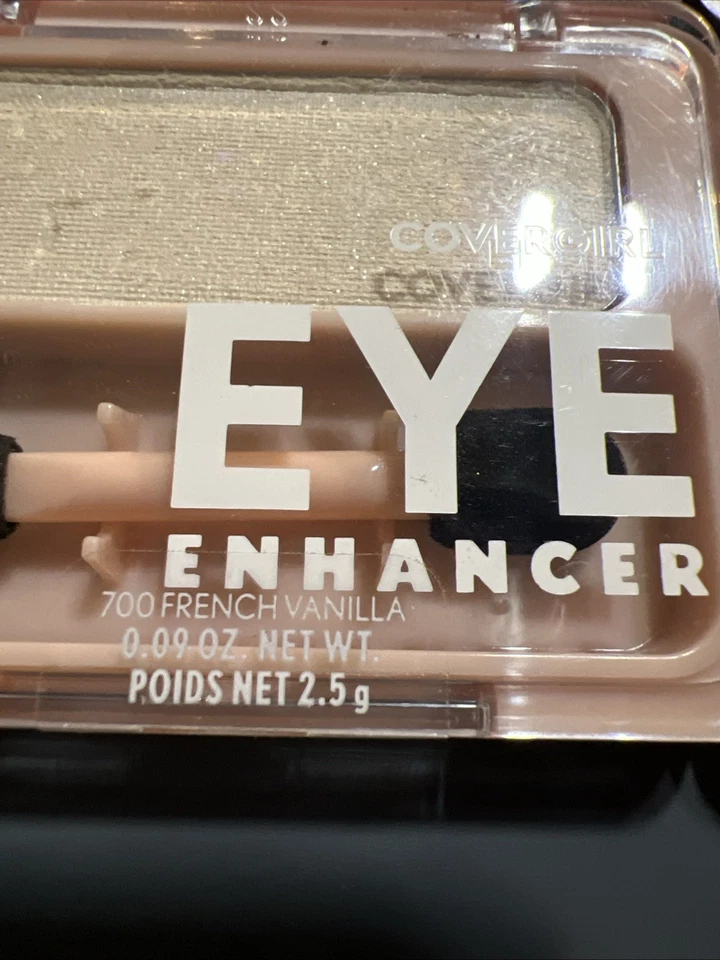 COVERGIRL
EYE
ENHANCER
700 FRENCH VANILLA
0.09 OZ. NET WT.
POIDS NET 2.5 g